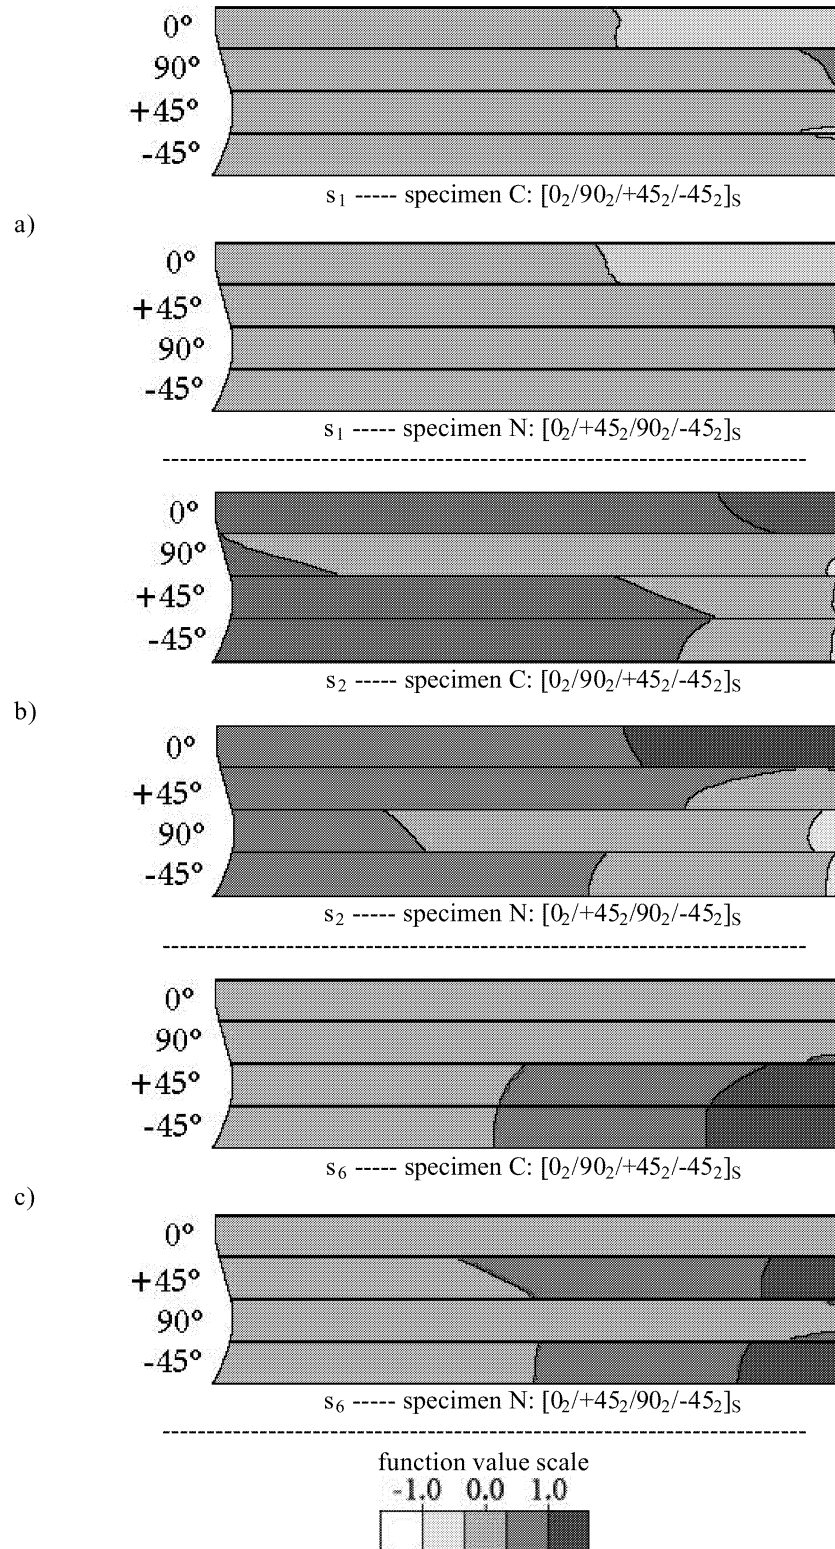 0°
90°
+45°
-45°
s₁ ----- specimen C: [0₂/90₂/+45₂/-45₂]ₛ
a)
0°
+45°
90°
-45°
s₁ ----- specimen N: [0₂/+45₂/90₂/-45₂]ₛ
0°
90°
+45°
-45°
s₂ ----- specimen C: [0₂/90₂/+45₂/-45₂]ₛ
b)
0°
+45°
90°
-45°
s₂ ----- specimen N: [0₂/+45₂/90₂/-45₂]ₛ
0°
90°
+45°
-45°
s₆ ----- specimen C: [0₂/90₂/+45₂/-45₂]ₛ
c)
0°
+45°
90°
-45°
s₆ ----- specimen N: [0₂/+45₂/90₂/-45₂]ₛ
function value scale
-1.0 0.0 1.0